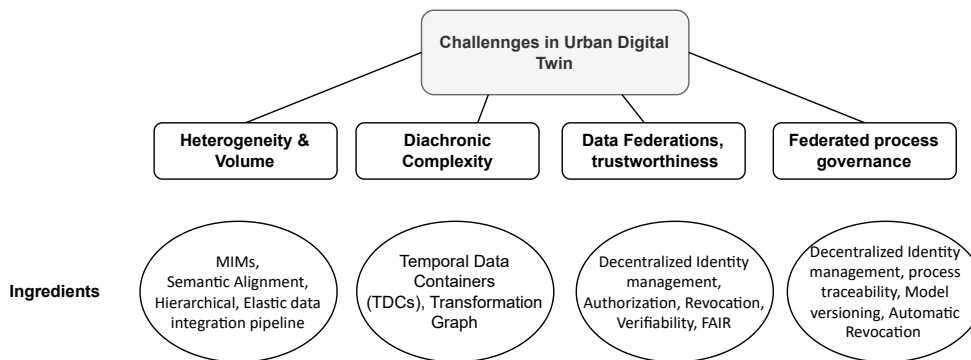 Challennges in Urban Digital
Twin
Heterogeneity &
Volume
Diachronic
Complexity
Data Federations,
trustworthiness
Federated process
governance
Ingredients
MIMs,
Semantic Alignment,
Hierarchical, Elastic data
integration pipeline
Temporal Data
Containers
(TDCs), Transformation
Graph
Decentralized Identity
management,
Authorization, Revocation,
Verifiability, FAIR
Decentralized Identity
management, process
traceability, Model
versioning, Automatic
Revocation